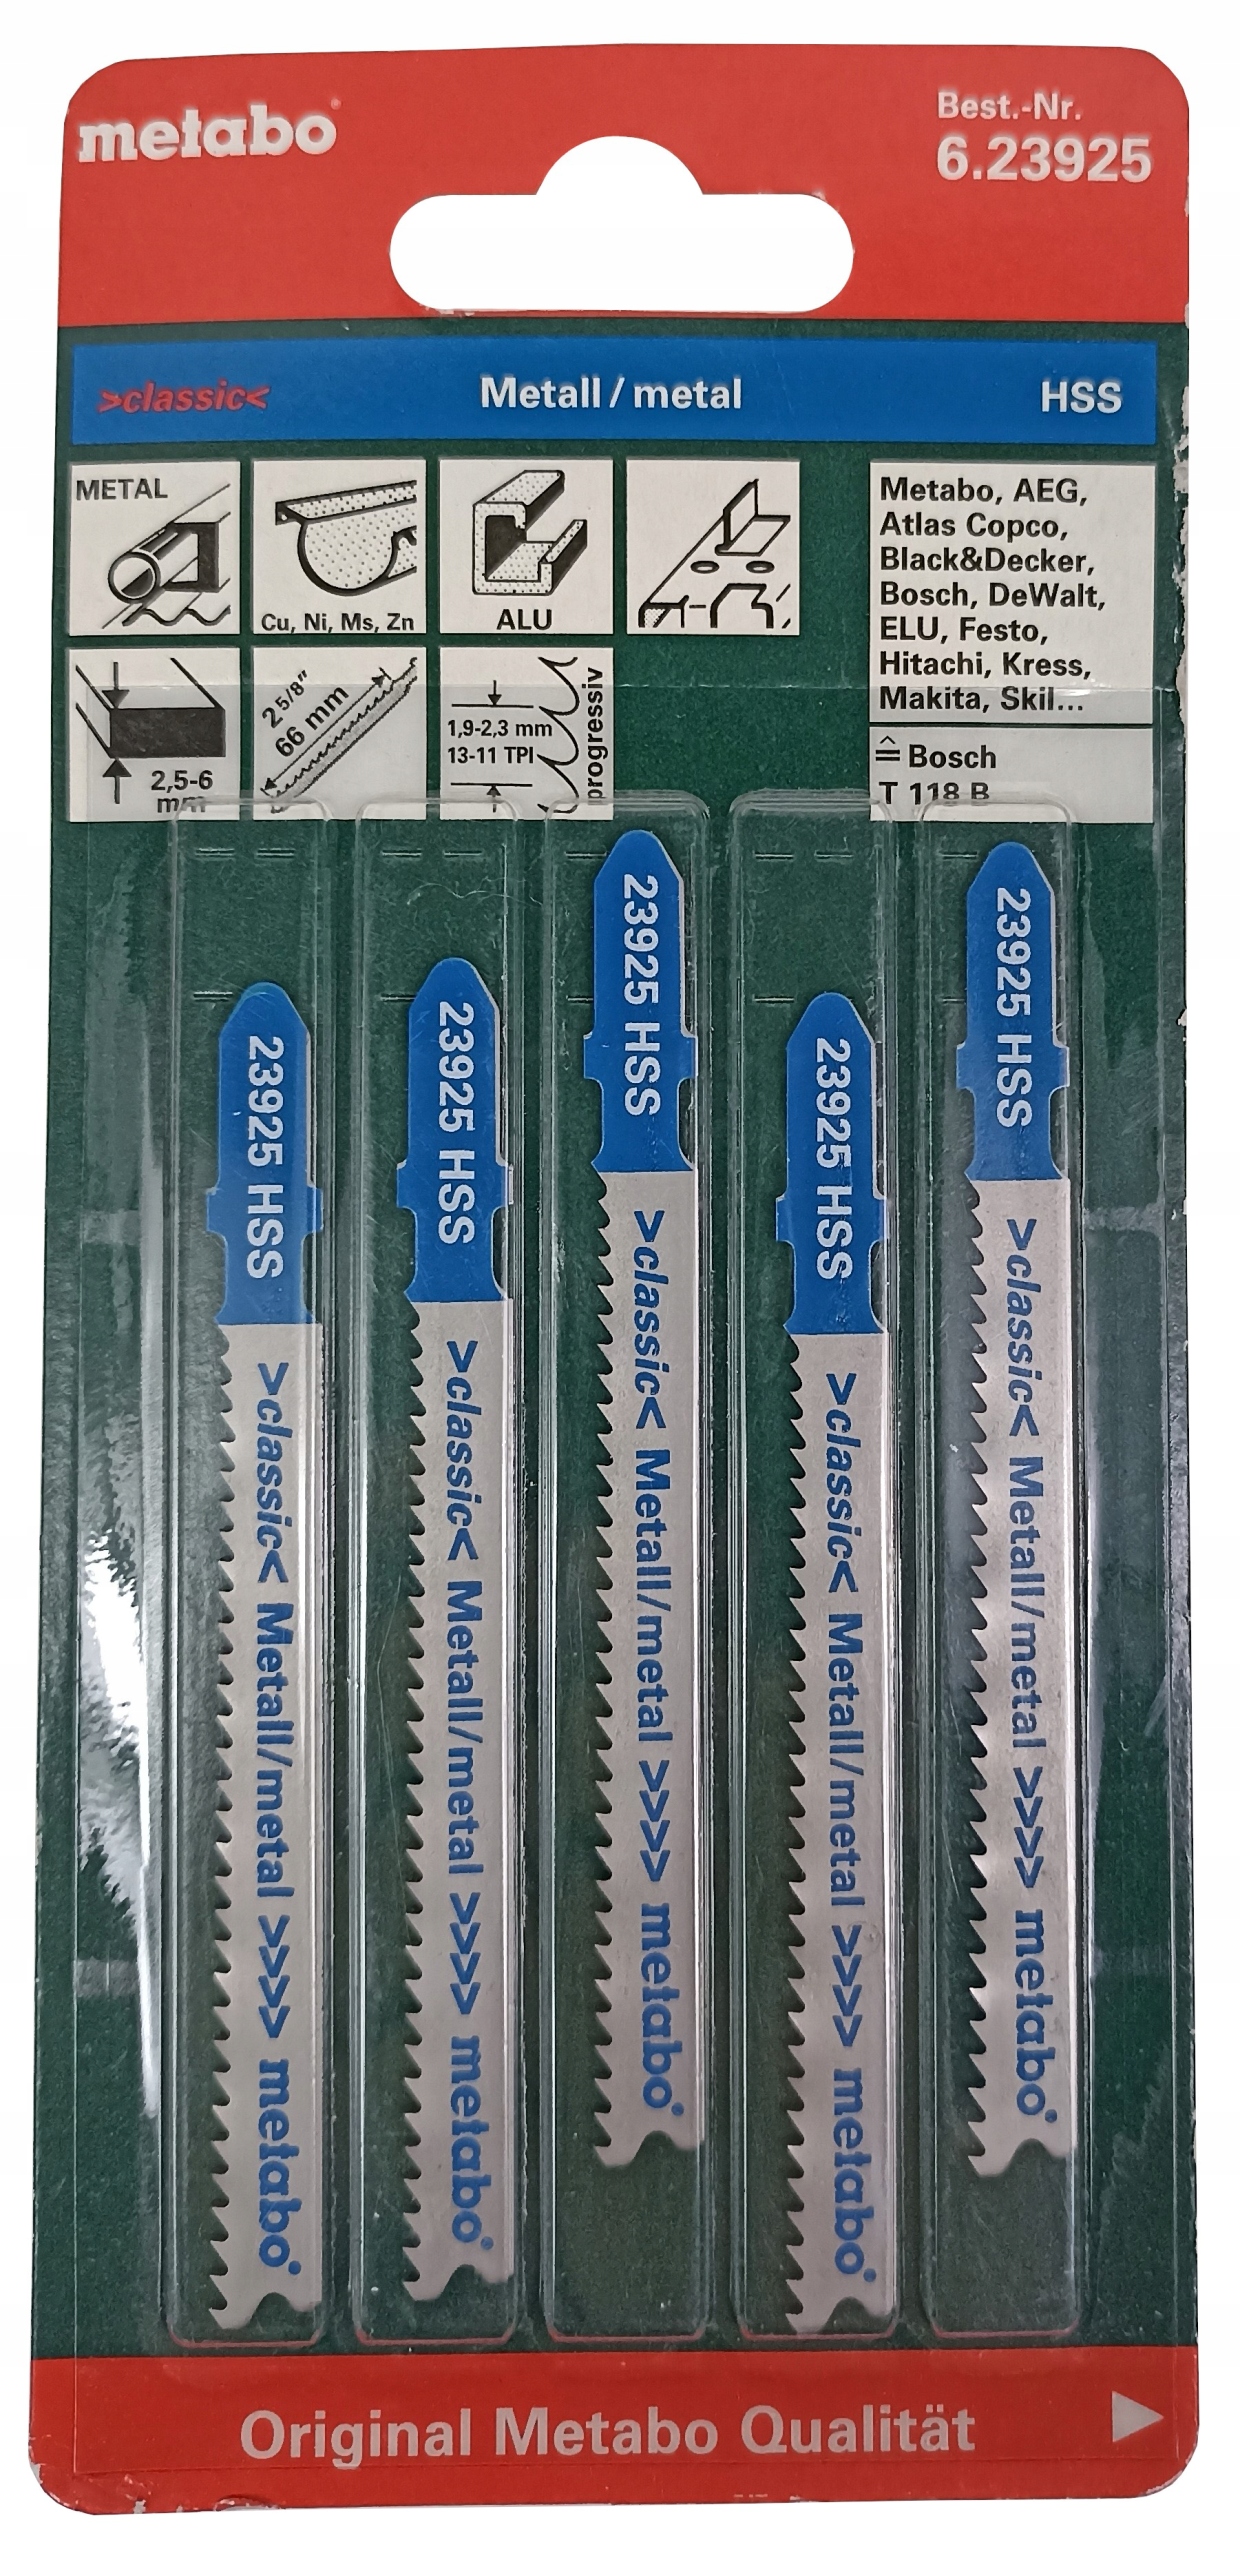 metabo
Best.-Nr.
6.23925
>classic<
Metall / metal
HSS
METAL
Cu, Ni, Ms, Zn
ALU
Metabo, AEG,
Atlas Copco,
Black&Decker,
Bosch, DeWalt,
ELU, Festo,
Hitachi, Kress,
Makita, Skil...
2,5-6
mm
2 5/8"
66 mm
1,9-2,3 mm
13-11 TPI
progressiv
≙ Bosch
T 118 B
23925 HSS >classic< Metall/metal >>>> metabo
23925 HSS >classic< Metall/metal >>>> metabo
23925 HSS >classic< Metall/metal >>>> metabo
23925 HSS >classic< Metall/metal >>>> metabo
23925 HSS >classic< Metall/metal >>>> metabo
Original Metabo Qualität